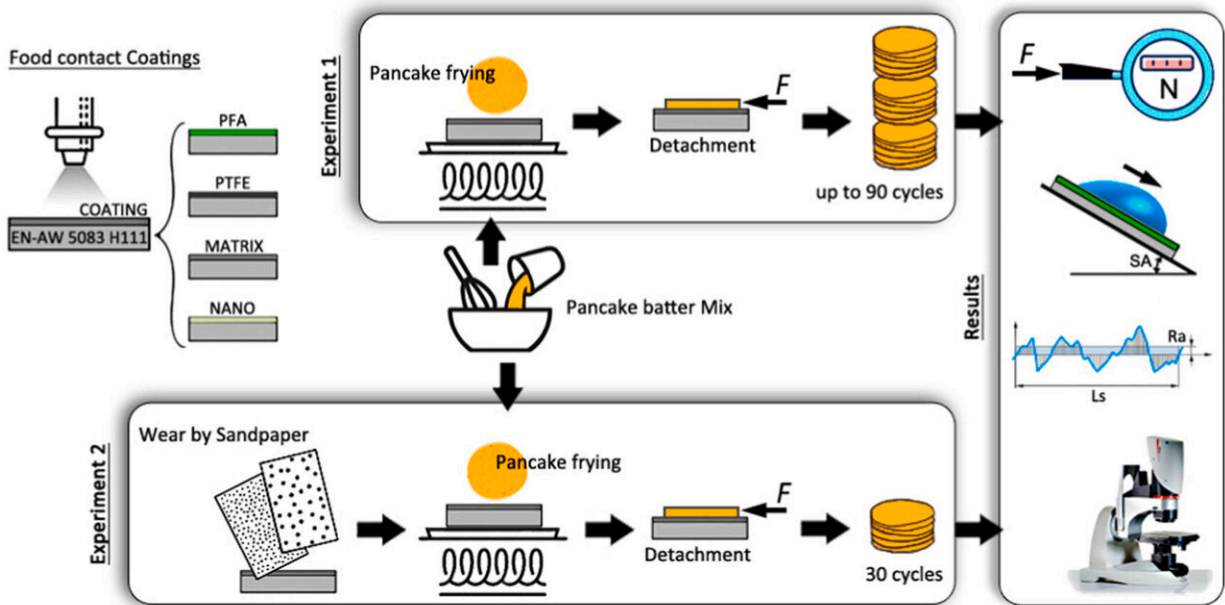 Food contact Coatings
COATING
EN-AW 5083 H111
PFA
PTFE
MATRIX
NANO
Experiment 1
Pancake frying
F
Detachment
up to 90 cycles
Pancake batter Mix
Experiment 2
Wear by Sandpaper
Pancake frying
F
Detachment
30 cycles
Results
F
N
SA
Ra
Ls